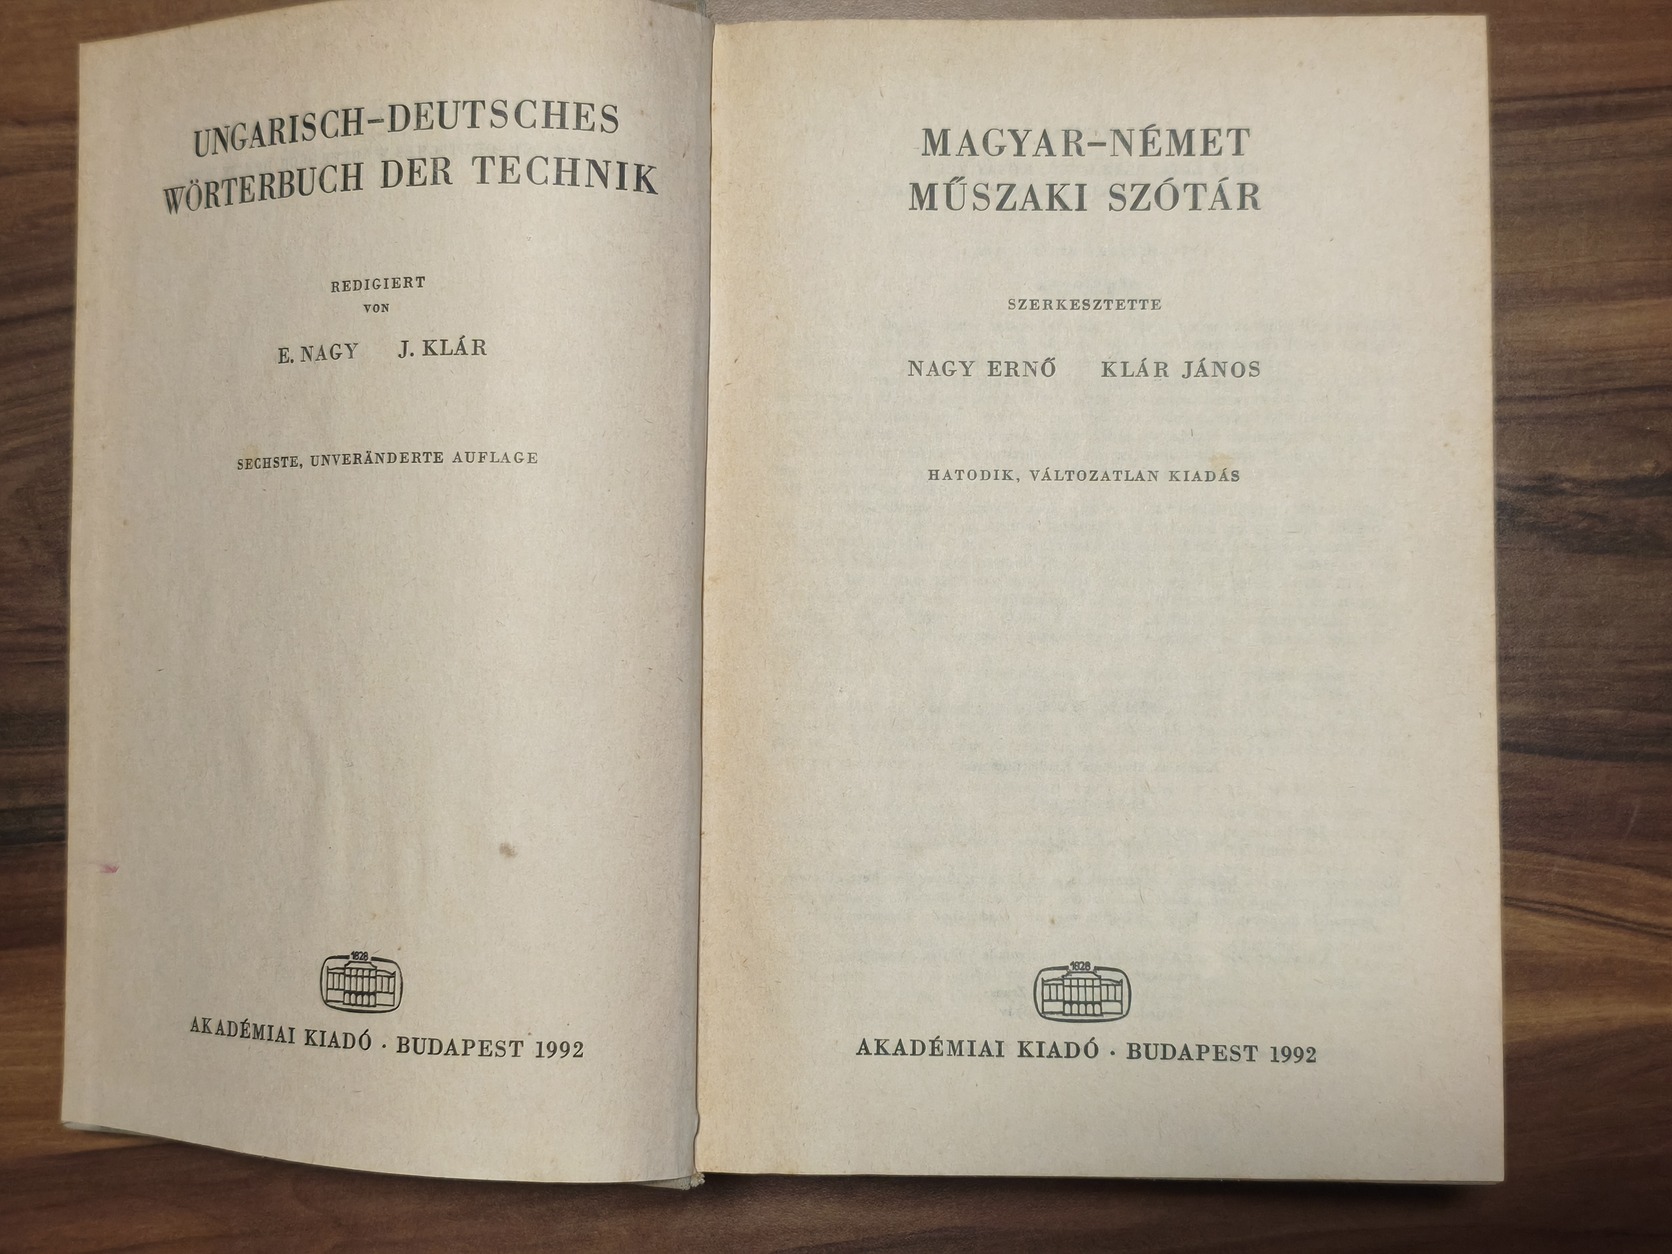 UNGARISCH–DEUTSCHES
WÖRTERBUCH DER TECHNIK
REDIGIERT
VON
E. NAGY J. KLÁR
SECHSTE, UNVERÄNDERTE AUFLAGE
1828
AKADÉMIAI KIADÓ · BUDAPEST 1992
MAGYAR–NÉMET
MŰSZAKI SZÓTÁR
SZERKESZTETTE
NAGY ERNŐ KLÁR JÁNOS
HATODIK, VÁLTOZATLAN KIADÁS
1828
AKADÉMIAI KIADÓ · BUDAPEST 1992